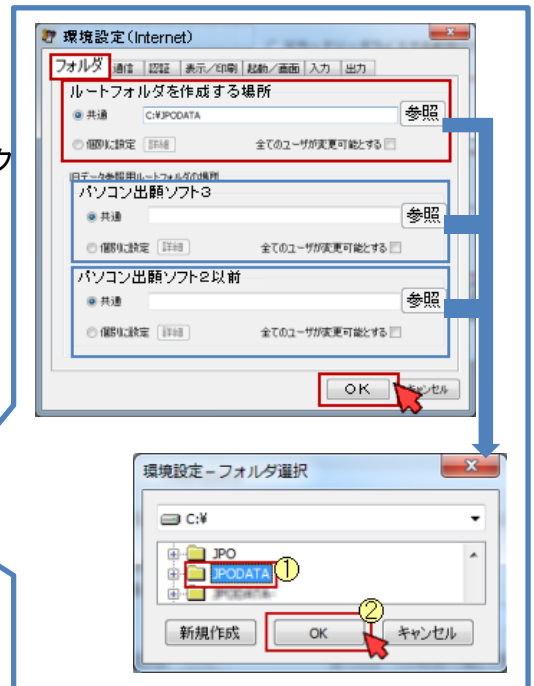 環境設定(Internet)
フォルダ 通信 認証 表示/印刷 起動/画面 入力 出力
ルートフォルダを作成する場所
共通 C:¥JPODATA 参照
個別に設定 詳細 全てのユーザが変更可能とする
ク
旧データ参照用ルートフォルダの場所
パソコン出願ソフト3
共通 参照
個別に設定 詳細 全てのユーザが変更可能とする
パソコン出願ソフト2以前
共通 参照
個別に設定 詳細 全てのユーザが変更可能とする
OK キャンセル
環境設定-フォルダ選択
C:¥
JPO
JPODATA ①
②
新規作成 OK キャンセル